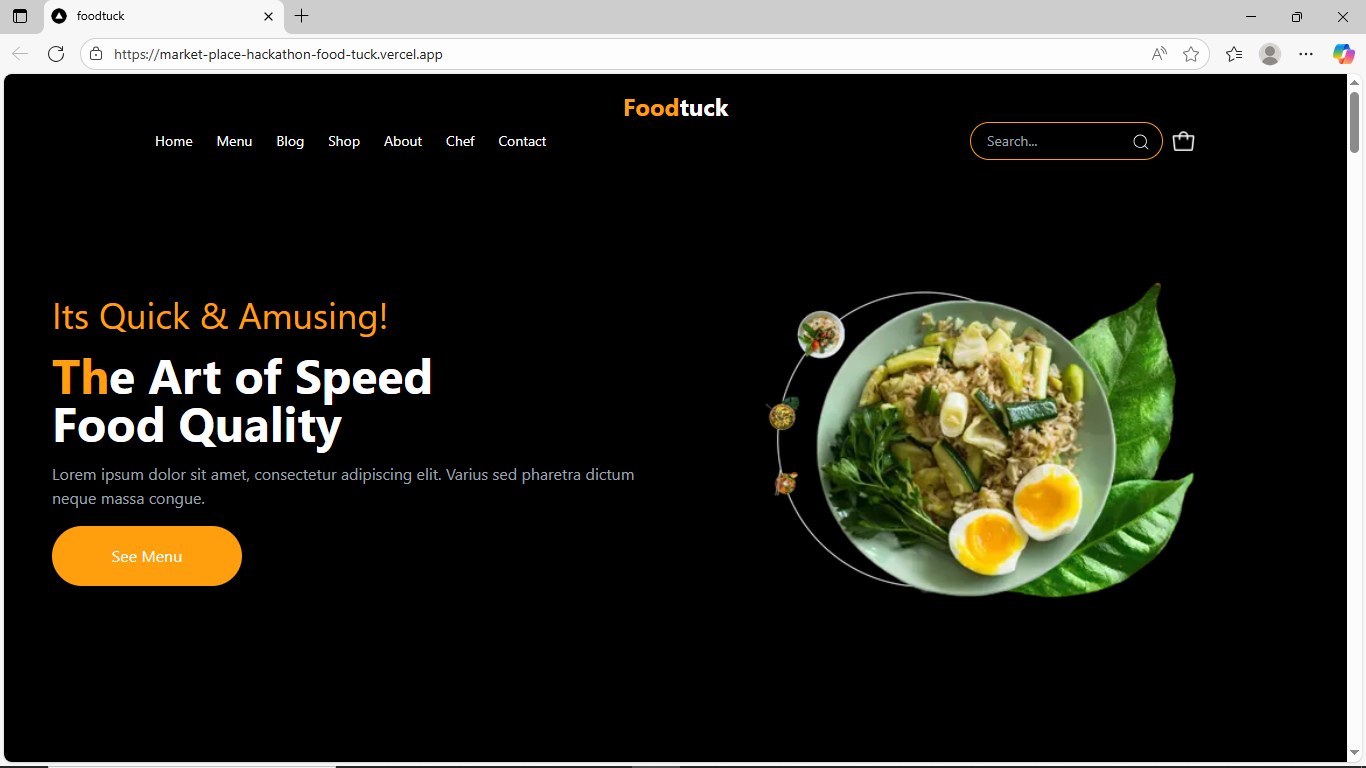 foodtuck
https://market-place-hackathon-food-tuck.vercel.app
Foodtuck
Home Menu Blog Shop About Chef Contact Search...
Its Quick & Amusing!
The Art of Speed
Food Quality
Lorem ipsum dolor sit amet, consectetur adipiscing elit. Varius sed pharetra dictum
neque massa congue.
See Menu